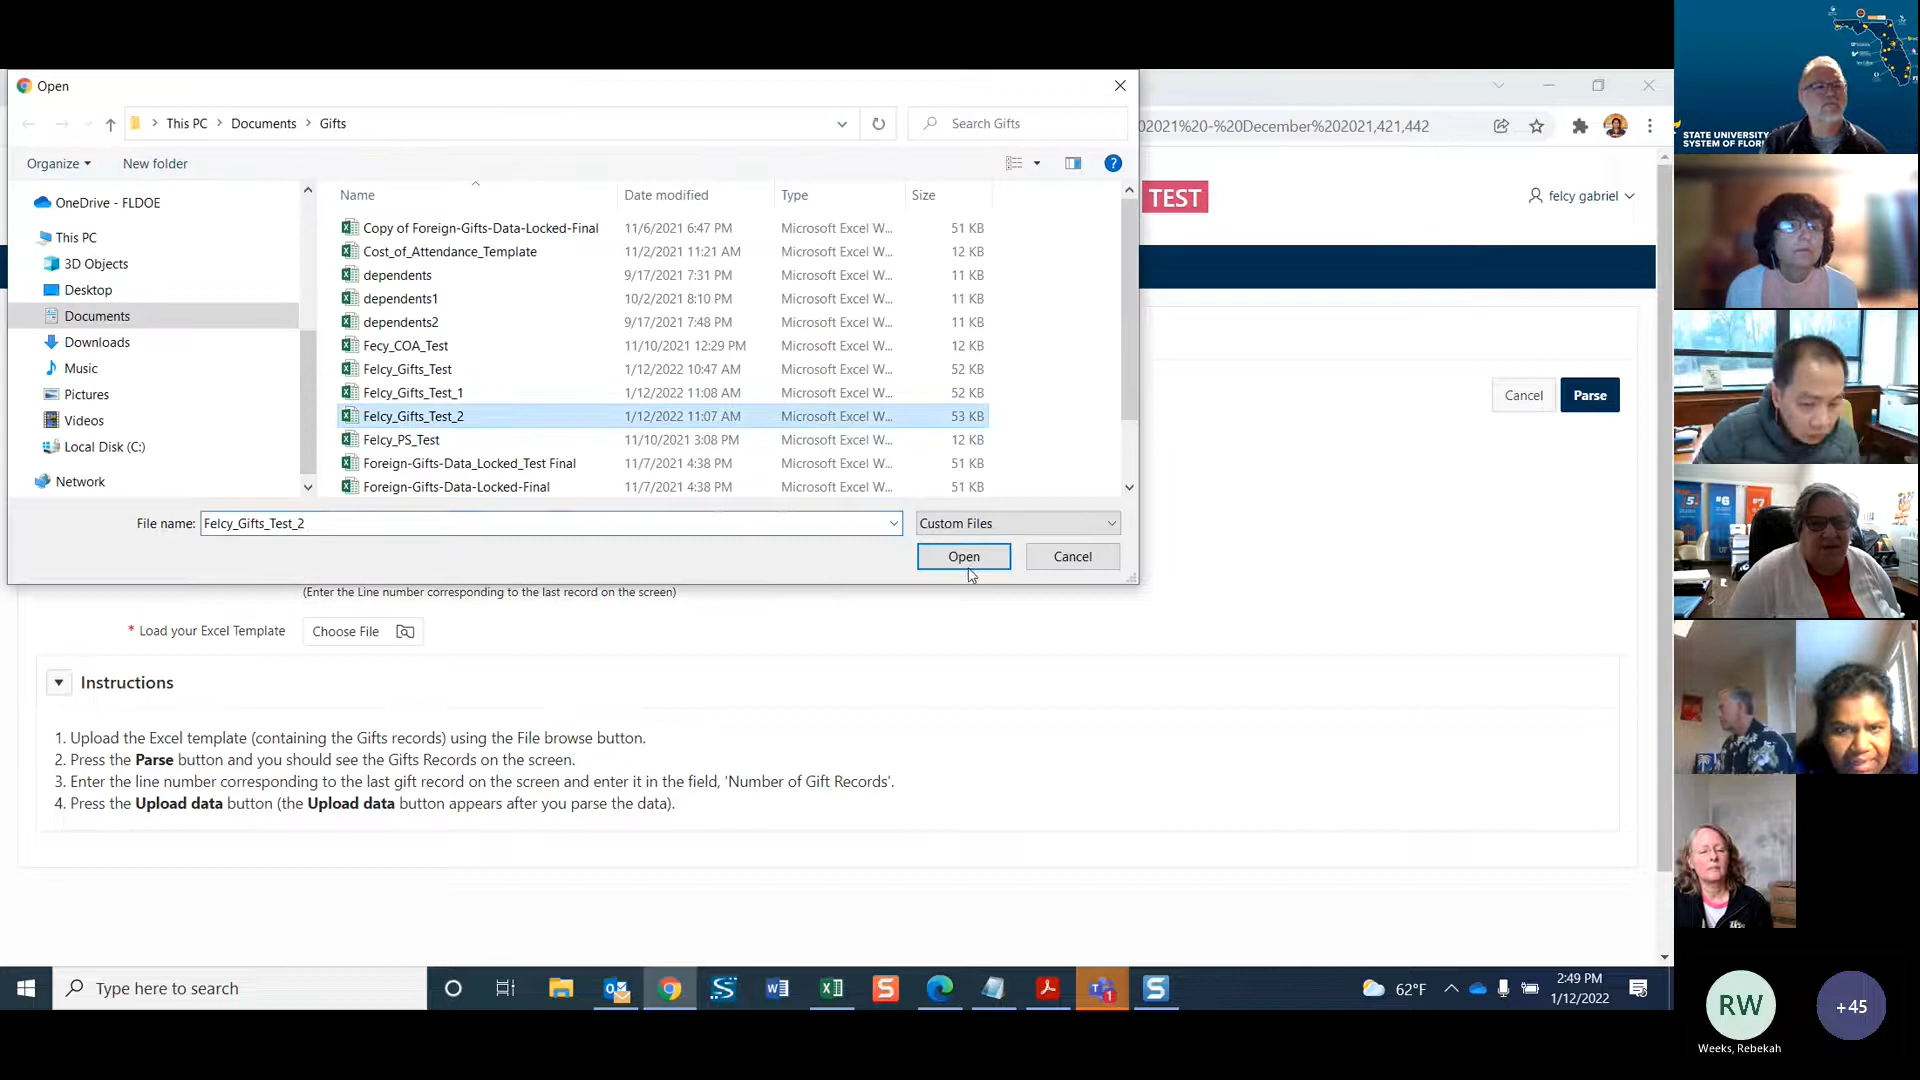 Open
This PC > Documents > Gifts
Search Gifts
02021%20-%20December%202021,421,442
Organize
New folder
TEST
felcy gabriel
OneDrive - FLDOE
This PC
3D Objects
Desktop
Documents
Downloads
Music
Pictures
Videos
Local Disk (C:)
Network
Name Date modified Type Size
Copy of Foreign-Gifts-Data-Locked-Final 11/6/2021 6:47 PM Microsoft Excel W... 51 KB
Cost_of_Attendance_Template 11/2/2021 11:21 AM Microsoft Excel W... 12 KB
dependents 9/17/2021 7:31 PM Microsoft Excel W... 11 KB
dependents1 10/2/2021 8:10 PM Microsoft Excel W... 11 KB
dependents2 9/17/2021 7:48 PM Microsoft Excel W... 11 KB
Fecy_COA_Test 11/10/2021 12:29 PM Microsoft Excel W... 12 KB
Felcy_Gifts_Test 1/12/2022 10:47 AM Microsoft Excel W... 52 KB
Felcy_Gifts_Test_1 1/12/2022 11:08 AM Microsoft Excel W... 52 KB
Felcy_Gifts_Test_2 1/12/2022 11:07 AM Microsoft Excel W... 53 KB
Felcy_PS_Test 11/10/2021 3:08 PM Microsoft Excel W... 12 KB
Foreign-Gifts-Data_Locked_Test Final 11/7/2021 4:38 PM Microsoft Excel W... 51 KB
Foreign-Gifts-Data-Locked-Final 11/7/2021 4:38 PM Microsoft Excel W... 51 KB
File name: Felcy_Gifts_Test_2
Custom Files
Open
Cancel
Cancel
Parse
(Enter the Line number corresponding to the last record on the screen)
* Load your Excel Template
Choose File
Instructions
1. Upload the Excel template (containing the Gifts records) using the File browse button.
2. Press the Parse button and you should see the Gifts Records on the screen.
3. Enter the line number corresponding to the last gift record on the screen and enter it in the field, 'Number of Gift Records'.
4. Press the Upload data button (the Upload data button appears after you parse the data).
Type here to search
62°F
2:49 PM
1/12/2022
STATE UNIVERSITY
SYSTEM OF FLORI
#6
RW
Weeks, Rebekah
+45